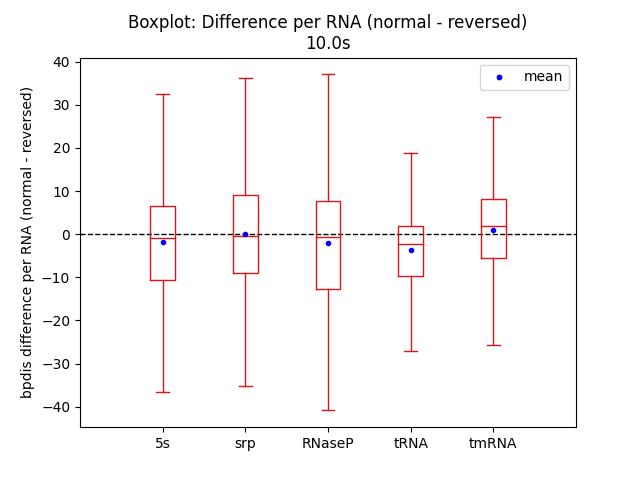 Boxplot: Difference per RNA (normal - reversed)
10.0s
bpdis difference per RNA (normal - reversed)
40
30
20
10
0
−10
−20
−30
−40
mean
5s srp RNaseP tRNA tmRNA